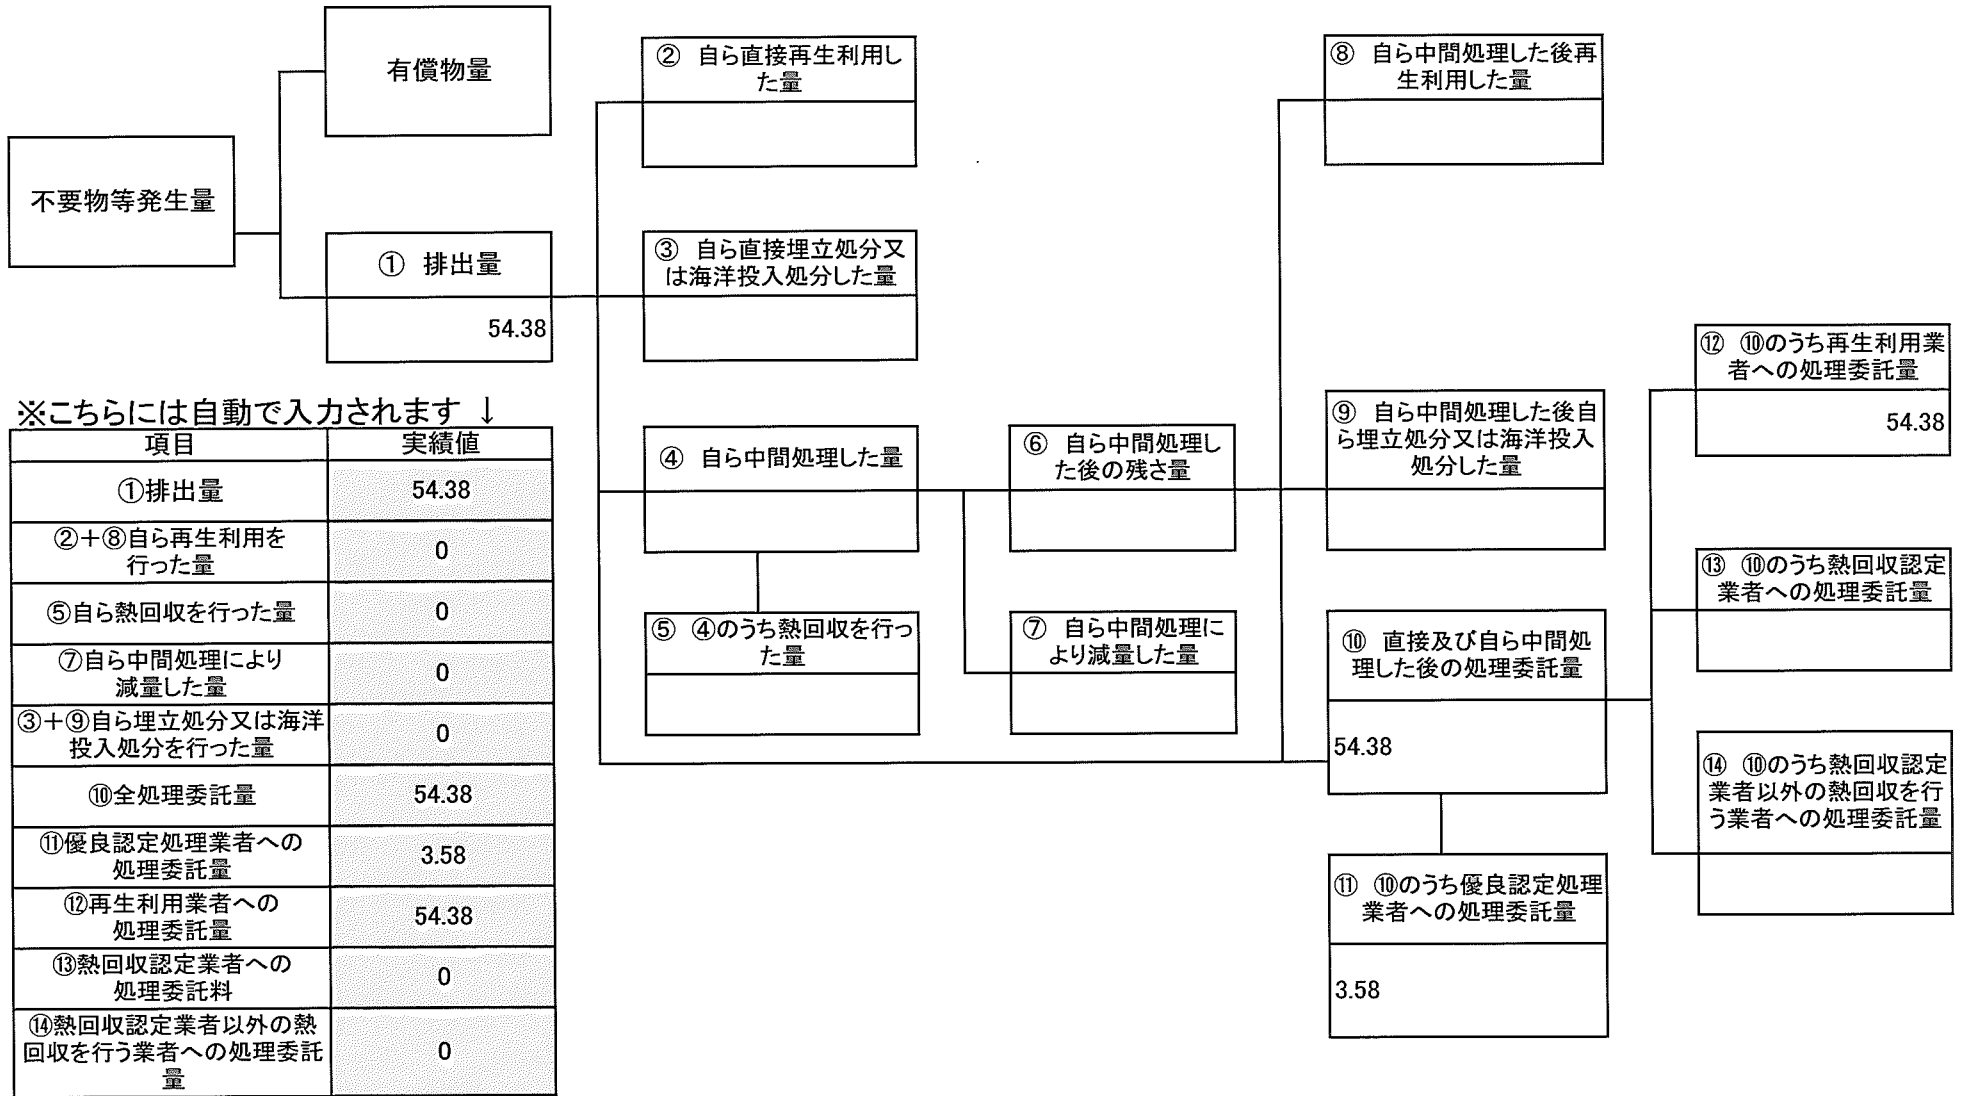 有償物量
不要物等発生量
① 排出量
54.38
② 自ら直接再生利用し
た量
③ 自ら直接埋立処分又
は海洋投入処分した量
④ 自ら中間処理した量
⑤ ④のうち熱回収を行っ
た量
⑥ 自ら中間処理し
た後の残さ量
⑦ 自ら中間処理に
より減量した量
⑧ 自ら中間処理した後再
生利用した量
⑨ 自ら中間処理した後自
ら埋立処分又は海洋投入
処分した量
⑩ 直接及び自ら中間処
理した後の処理委託量
54.38
⑪ ⑩のうち優良認定処理
業者への処理委託量
3.58
⑫ ⑩のうち再生利用業
者への処理委託量
54.38
⑬ ⑩のうち熱回収認定
業者への処理委託量
⑭ ⑩のうち熱回収認定
業者以外の熱回収を行
う業者への処理委託量
※こちらには自動で入力されます ↓
項目 実績値
①排出量 54.38
②+⑧自ら再生利用を
行った量 0
⑤自ら熱回収を行った量 0
⑦自ら中間処理により
減量した量 0
③+⑨自ら埋立処分又は海洋
投入処分を行った量 0
⑩全処理委託量 54.38
⑪優良認定処理業者への
処理委託量 3.58
⑫再生利用業者への
処理委託量 54.38
⑬熱回収認定業者への
処理委託料 0
⑭熱回収認定業者以外の熱
回収を行う業者への処理委託
量 0